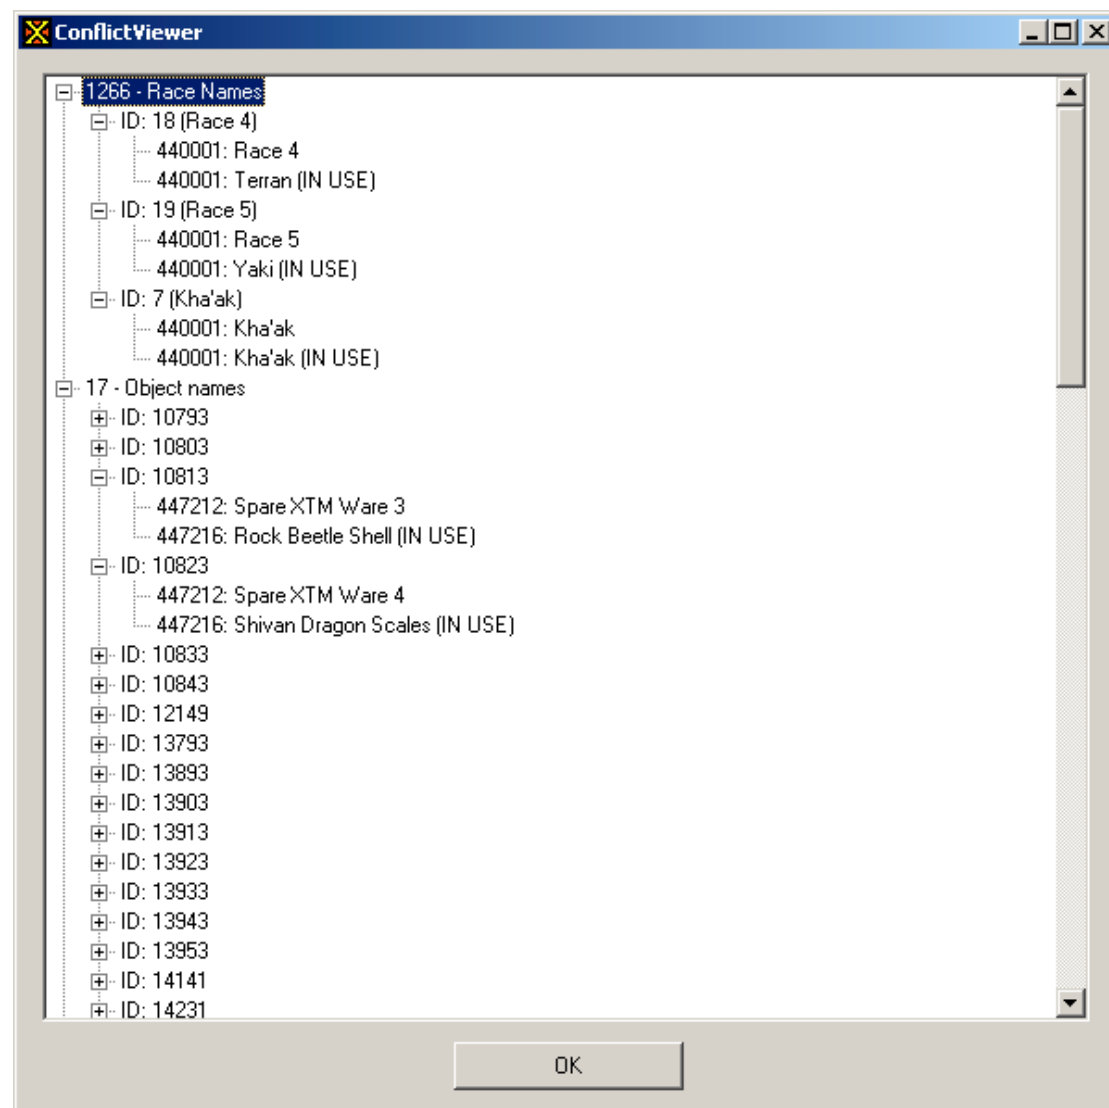 ConflictViewer
1266 - Race Names
ID: 18 (Race 4)
440001: Race 4
440001: Terran (IN USE)
ID: 19 (Race 5)
440001: Race 5
440001: Yaki (IN USE)
ID: 7 (Kha'ak)
440001: Kha'ak
440001: Kha'ak (IN USE)
17 - Object names
ID: 10793
ID: 10803
ID: 10813
447212: Spare XTM Ware 3
447216: Rock Beetle Shell (IN USE)
ID: 10823
447212: Spare XTM Ware 4
447216: Shivan Dragon Scales (IN USE)
ID: 10833
ID: 10843
ID: 12149
ID: 13793
ID: 13893
ID: 13903
ID: 13913
ID: 13923
ID: 13933
ID: 13943
ID: 13953
ID: 14141
ID: 14231
OK